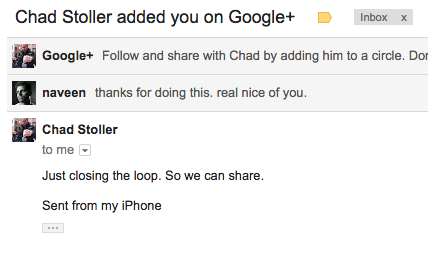 Chad Stoller added you on Google+ Inbox x
Google+ Follow and share with Chad by adding him to a circle. Dor
naveen thanks for doing this. real nice of you.
Chad Stoller
to me
Just closing the loop. So we can share.
Sent from my iPhone